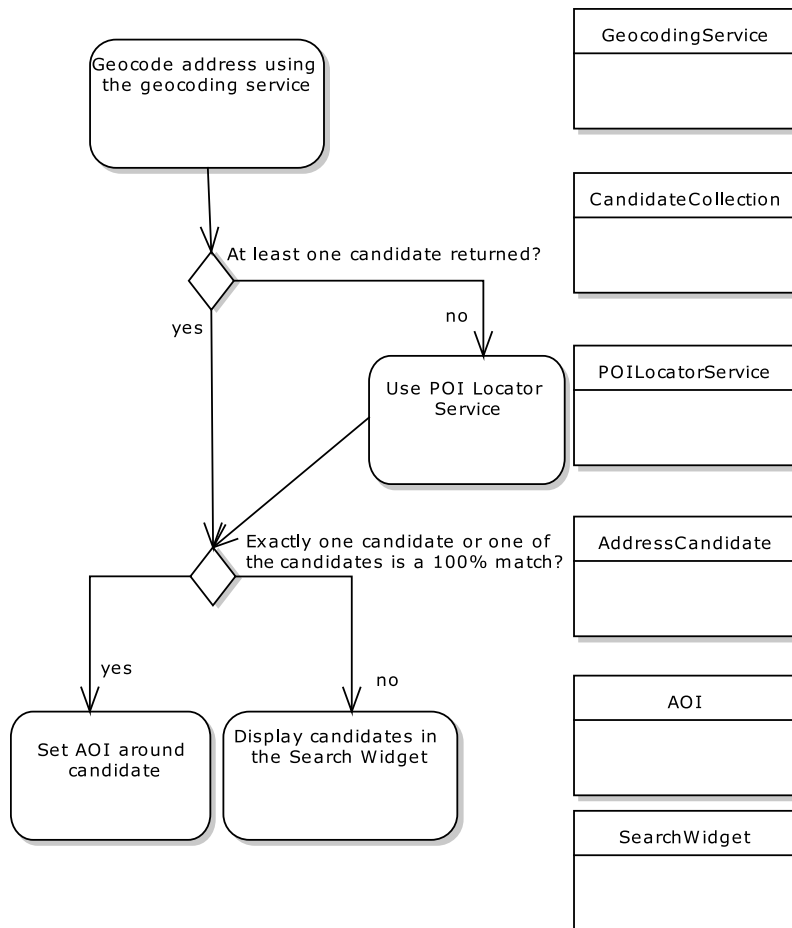 Geocode address using
the geocoding service
At least one candidate returned?
yes
no
Use POI Locator
Service
Exactly one candidate or one of
the candidates is a 100% match?
yes
no
Set AOI around
candidate
Display candidates in
the Search Widget
GeocodingService
CandidateCollection
POILocatorService
AddressCandidate
AOI
SearchWidget